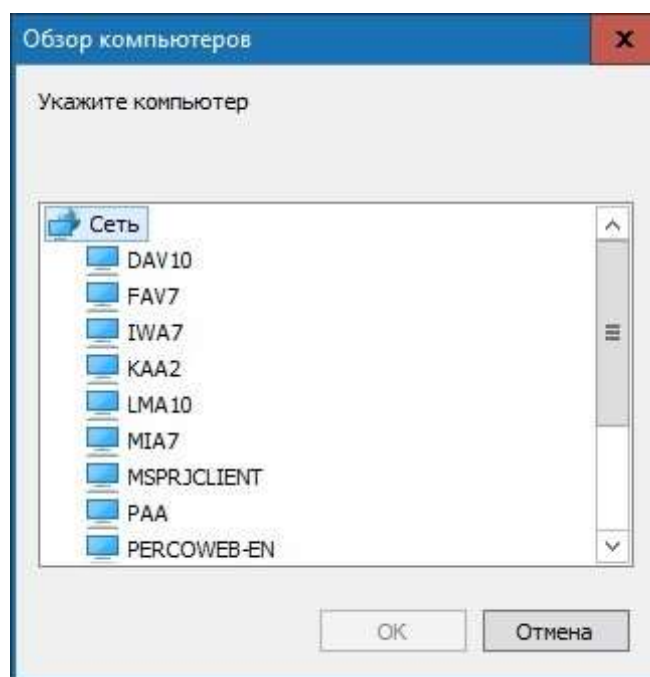 Обзор компьютеров
Укажите компьютер
Сеть
DAV10
FAV7
IWA7
KAA2
LMA10
MIA7
MSPRJCLIENT
PAA
PERCOWEB-EN
OK Отмена